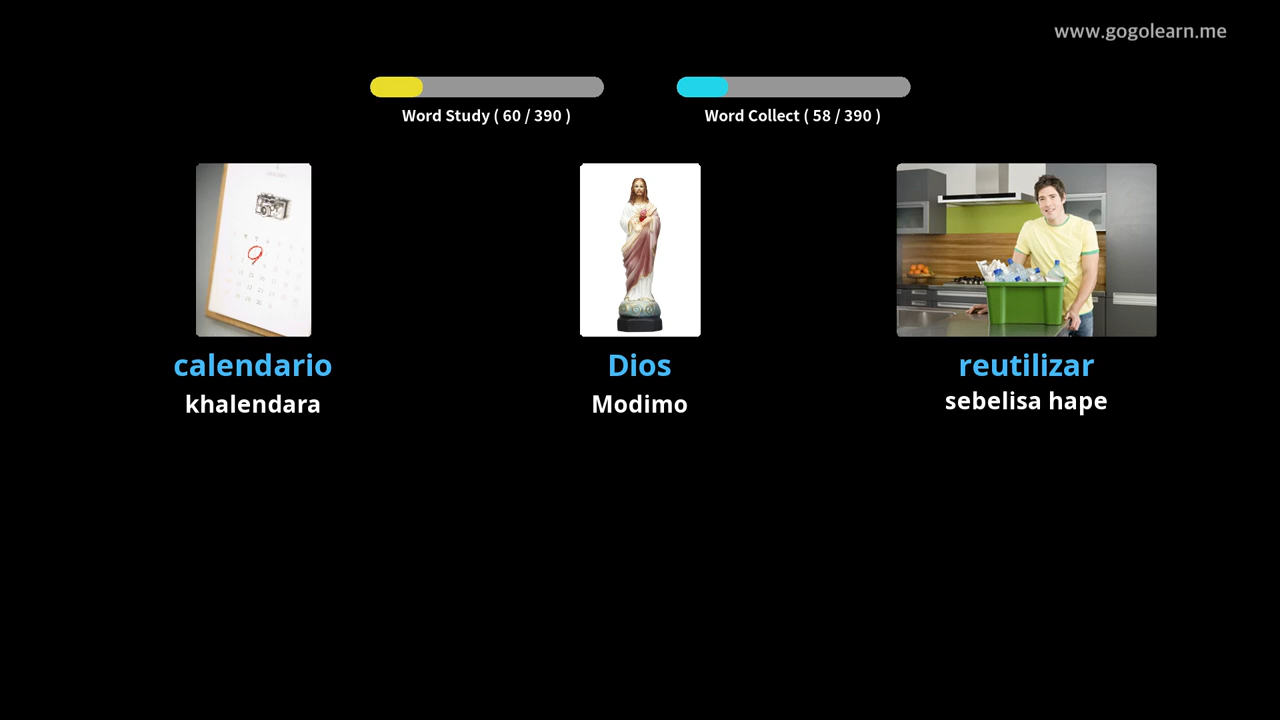 www.gogolearn.me
Word Study ( 60 / 390 )
Word Collect ( 58 / 390 )
calendario
khalendara
Dios
Modimo
reutilizar
sebelisa hape